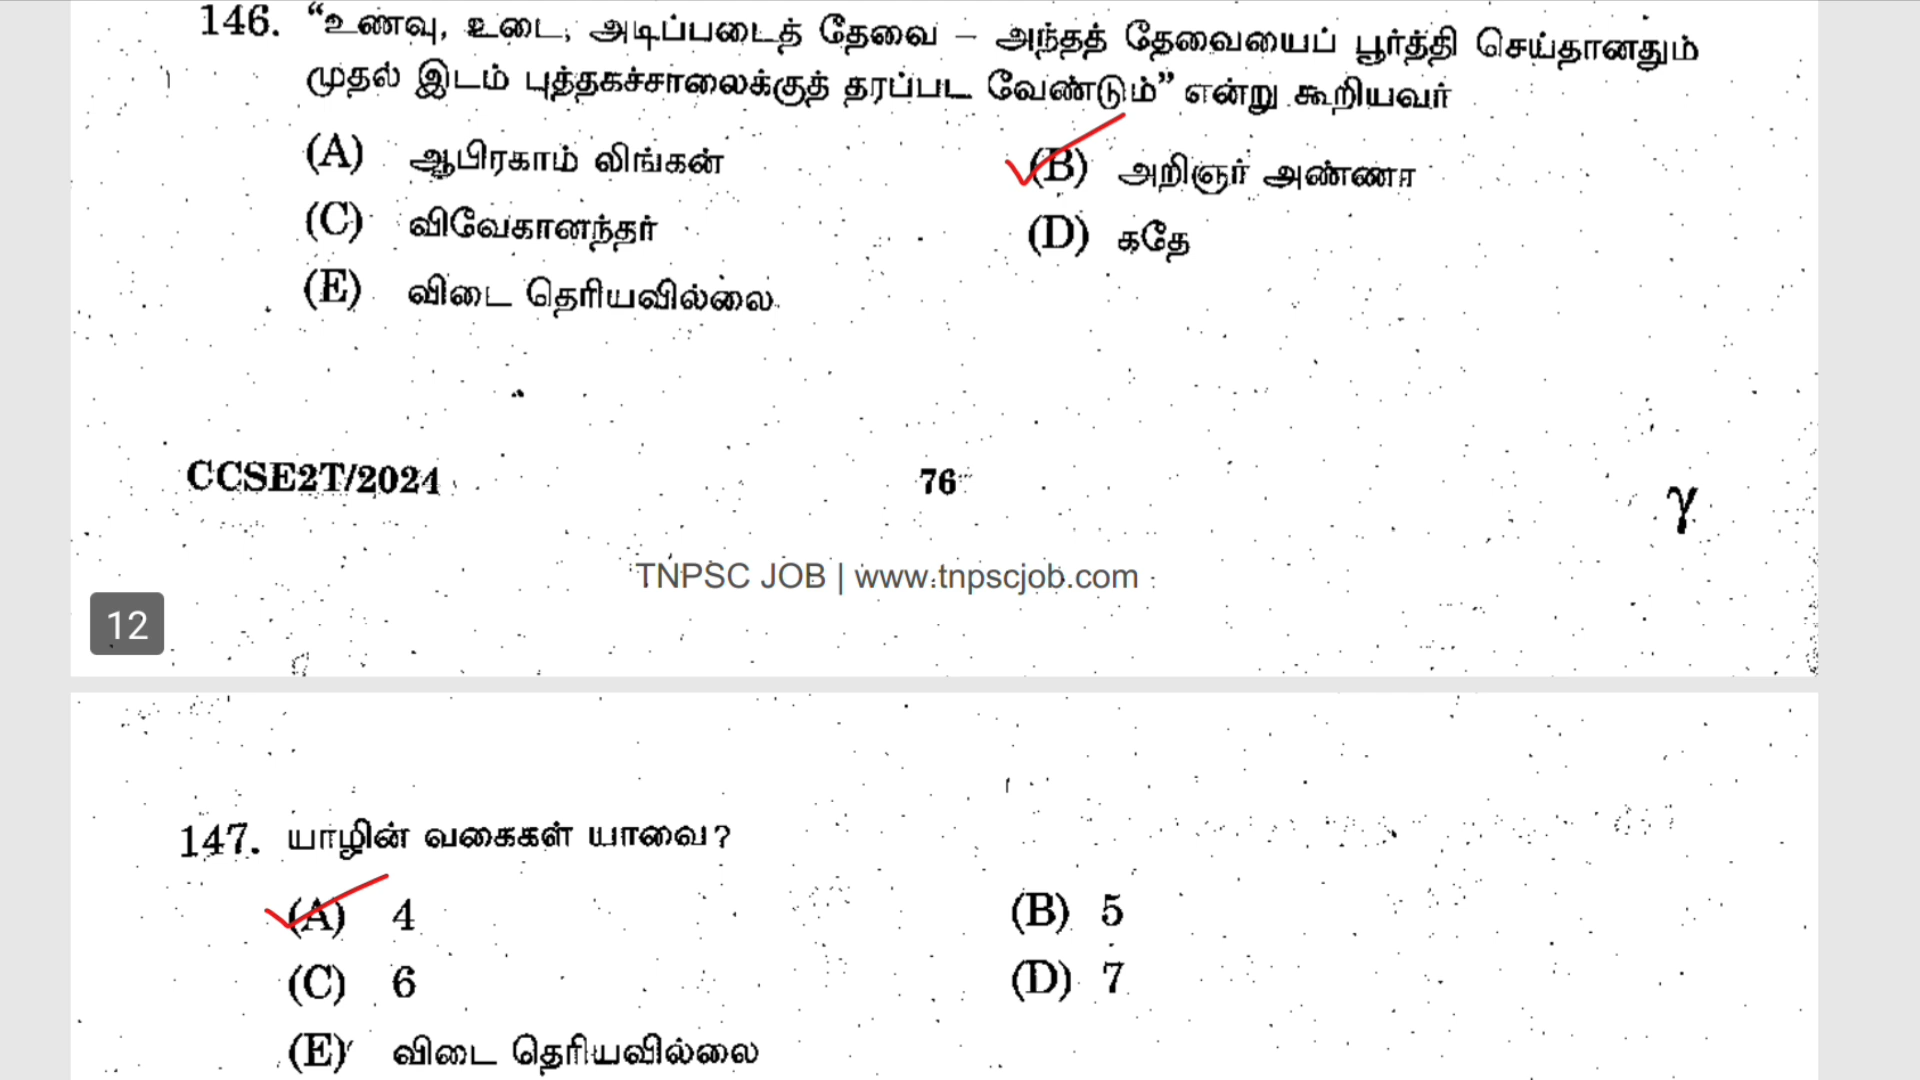 146. “உணவு, உடை, அடிப்படைத் தேவை – அந்தத் தேவையைப் பூர்த்தி செய்தானதும்
முதல் இடம் புத்தகச்சாலைக்குத் தரப்பட வேண்டும்” என்று கூறியவர்
(A) ஆபிரகாம் லிங்கன் (B) அறிஞர் அண்ணா
(C) விவேகானந்தர் (D) கதே
(E) விடை தெரியவில்லை
CCSE2T/2024 76 γ
TNPSC JOB | www.tnpscjob.com
12
147. யாழின் வகைகள் யாவை?
(A) 4 (B) 5
(C) 6 (D) 7
(E) விடை தெரியவில்லை